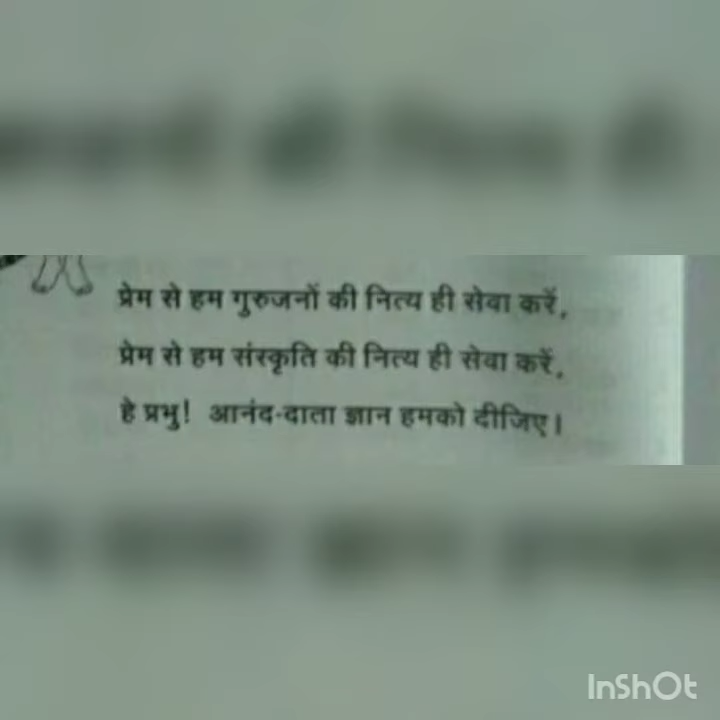 प्रेम से हम गुरुजनों की नित्य ही सेवा करें,
प्रेम से हम संस्कृति की नित्य ही सेवा करें,
हे प्रभु! आनंद-दाता ज्ञान हमको दीजिए।
InShOt